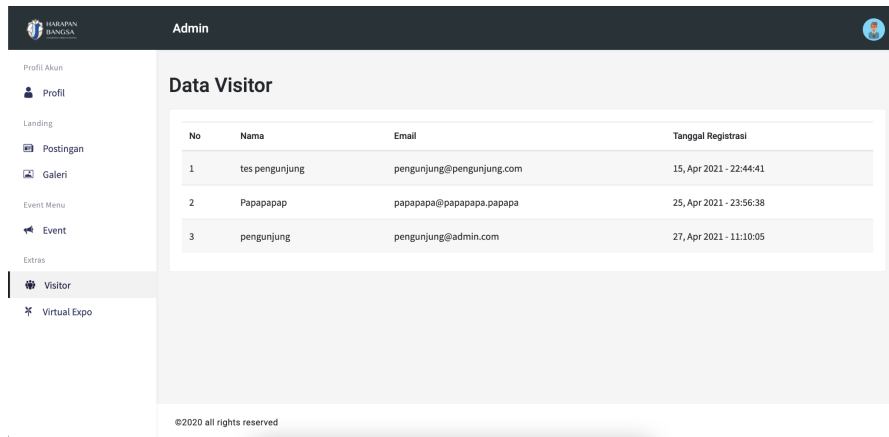 HARAPAN
BANGSA
Admin
Profil Akun
Profil
Landing
Postingan
Galeri
Event Menu
Event
Extras
Visitor
Virtual Expo
Data Visitor
No Nama Email Tanggal Registrasi
1 tes pengunjung pengunjung@pengunjung.com 15, Apr 2021 - 22:44:41
2 Papapapap papapapa@papapapa.papapa 25, Apr 2021 - 23:56:38
3 pengunjung pengunjung@admin.com 27, Apr 2021 - 11:10:05
©2020 all rights reserved